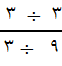 ٣ ÷ ٣
٣ ÷ ٩